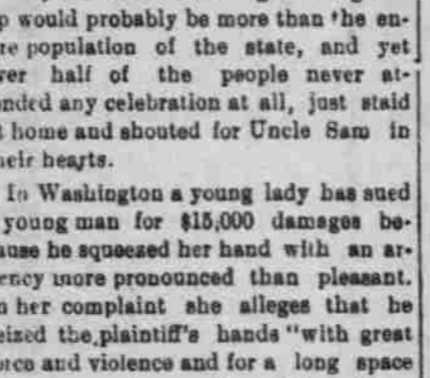 p would probably be more than 'he en-
re population of the state, and yet
ver half of the people never at-
nded any celebration at all, just staid
t home and shouted for Uncle Sam in
heir hearts.
In Washington a young lady has sued
young man for $15,000 damages be-
ause he squeezed her hand with an ar-
ency more pronounced than pleasant.
n her complaint she alleges that he
eized the plaintiff's hands "with great
orce and violence and for a long space